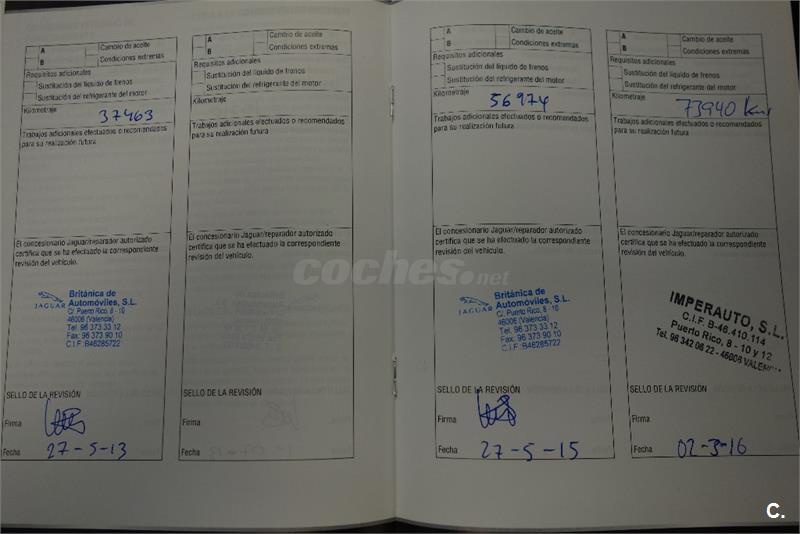 A
Cambio de aceite
B
Condiciones extremas
Requisitos adicionales
Sustitución del líquido de frenos
Sustitución del refrigerante del motor
Kilometraje
37463
Trabajos adicionales efectuados o recomendados
para su realización futura
El concesionario Jaguar/reparador autorizado
certifica que se ha efectuado la correspondiente
revisión del vehículo.
JAGUAR
Británica de
Automóviles, S.L.
C/. Puerto Rico, 8 - 10
46006 (Valencia)
Tel. 96 373 33 12
Fax: 96 373 90 10
C.I.F. :B46285722
SELLO DE LA REVISIÓN
Firma
Fecha
27-5-13
A
Cambio de aceite
B
Condiciones extremas
Requisitos adicionales
Sustitución del líquido de frenos
Sustitución del refrigerante del motor
Kilometraje
Trabajos adicionales efectuados o recomendados
para su realización futura
El concesionario Jaguar/reparador autorizado
certifica que se ha efectuado la correspondiente
revisión del vehículo.
SELLO DE LA REVISIÓN
Firma
Fecha
A
Cambio de aceite
B
Condiciones extremas
Requisitos adicionales
Sustitución del líquido de frenos
Sustitución del refrigerante del motor
Kilometraje
56974
Trabajos adicionales efectuados o recomendados
para su realización futura
El concesionario Jaguar/reparador autorizado
certifica que se ha efectuado la correspondiente
revisión del vehículo.
JAGUAR
Británica de
Automóviles, S.L.
C/. Puerto Rico, 8 - 10
46006 (Valencia)
Tel. 96 373 33 12
Fax: 96 373 90 10
C.I.F. :B46285722
SELLO DE LA REVISIÓN
Firma
Fecha
27-5-15
A
Cambio de aceite
B
Condiciones extremas
Requisitos adicionales
Sustitución del líquido de frenos
Sustitución del refrigerante del motor
Kilometraje
73940 km
Trabajos adicionales efectuados o recomendados
para su realización futura
El concesionario Jaguar/reparador autorizado
certifica que se ha efectuado la correspondiente
revisión del vehículo.
IMPERAUTO, S.L.
C.I.F. B-46.410.114
Puerto Rico, 8 - 10 y 12
Tel. 96 342 06 22 - 46006 VALENCIA
SELLO DE LA REVISIÓN
Firma
Fecha
02-3-16
coches.net
C.